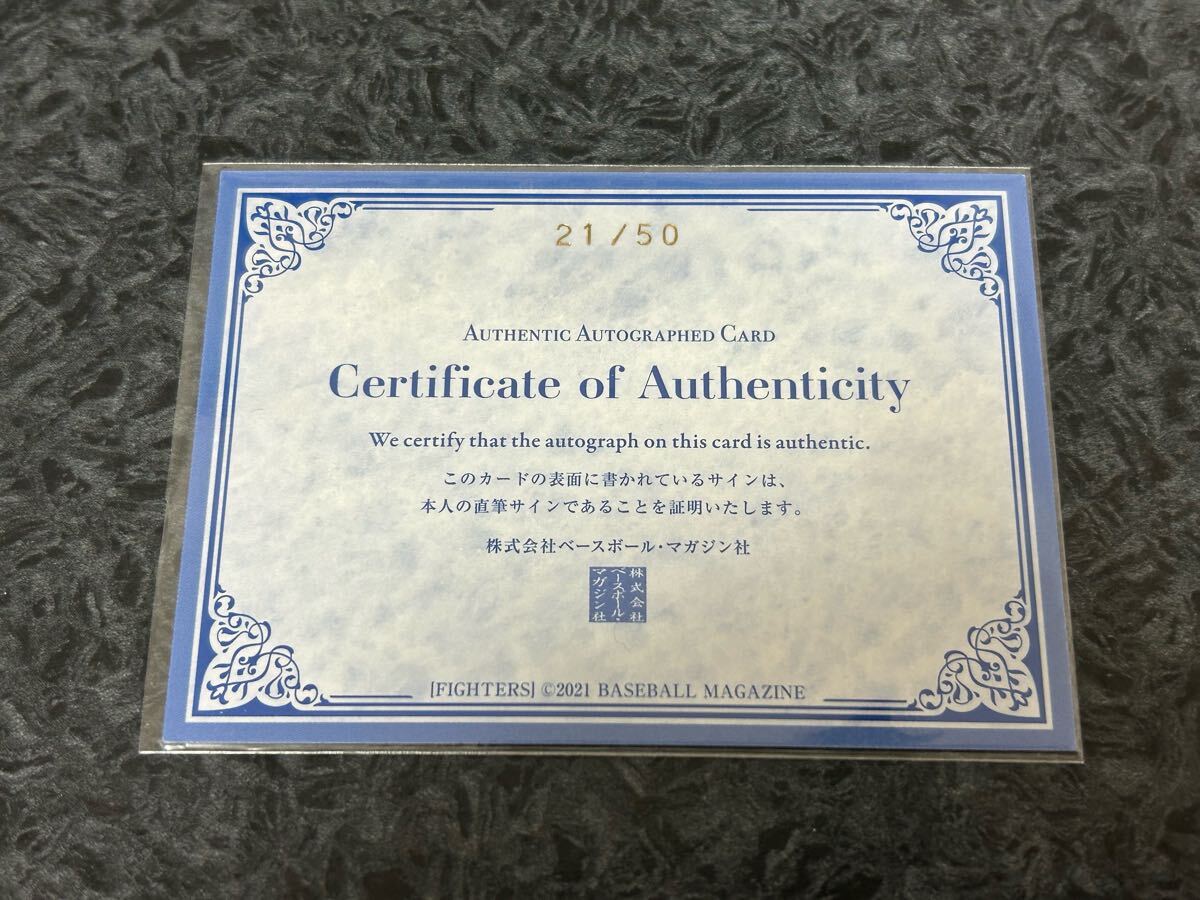 21/50
AUTHENTIC AUTOGRAPHED CARD
Certificate of Authenticity
We certify that the autograph on this card is authentic.
このカードの表面に書かれているサインは、
本人の直筆サインであることを証明いたします。
株式会社ベースボール・マガジン社
株式会社
ベースボール・
マガジン社
[FIGHTERS] ©2021 BASEBALL MAGAZINE